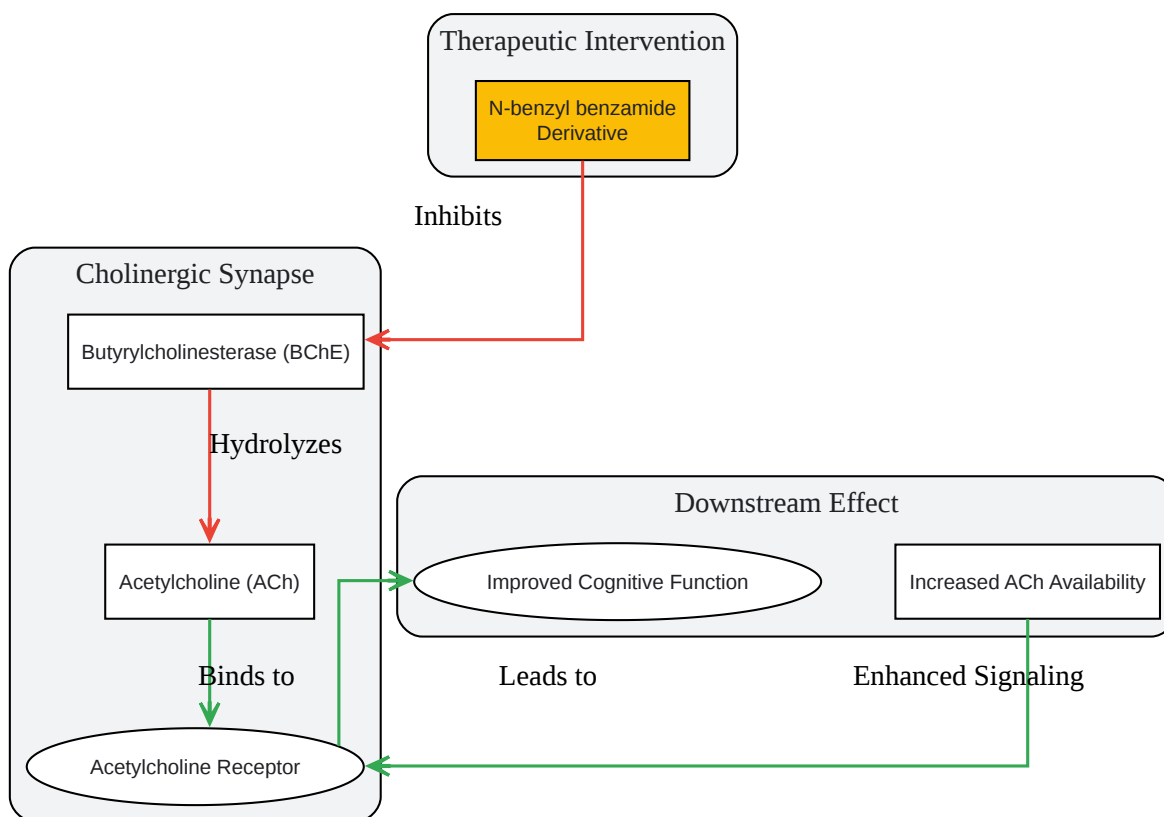 Therapeutic Intervention
N-benzyl benzamide
Derivative
Inhibits
Cholinergic Synapse
Butyrylcholinesterase (BChE)
Hydrolyzes
Downstream Effect
Acetylcholine (ACh)
Improved Cognitive Function
Increased ACh Availability
Binds to
Leads to
Enhanced Signaling
Acetylcholine Receptor